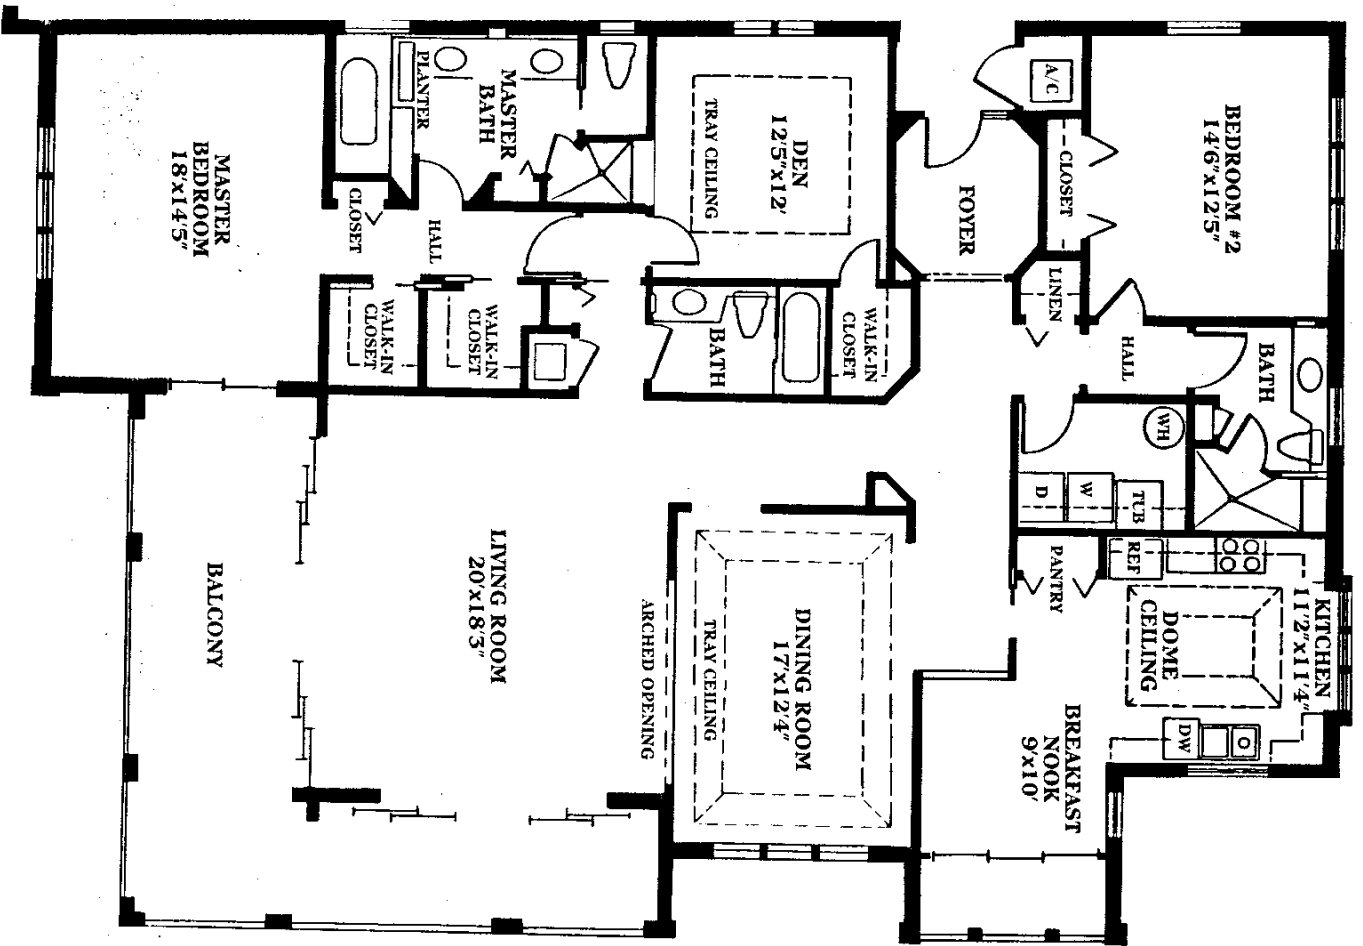 MASTER
BEDROOM
18'x14'5"
PLANTER
MASTER
BATH
CLOSET
HALL
WALK-IN
CLOSET
WALK-IN
CLOSET
DEN
12'5"x12'
TRAY CEILING
BATH
WALK-IN
CLOSET
FOYER
A/C
CLOSET
LINEN
BEDROOM #2
14'6"x12'5"
HALL
BATH
WH
D
W
TUB
PANTRY
REF
KITCHEN
11'2"x11'4"
DOME
CEILING
DW
BREAKFAST
NOOK
9'x10'
DINING ROOM
17'x12'4"
TRAY CEILING
ARCHED OPENING
LIVING ROOM
20'x18'3"
BALCONY